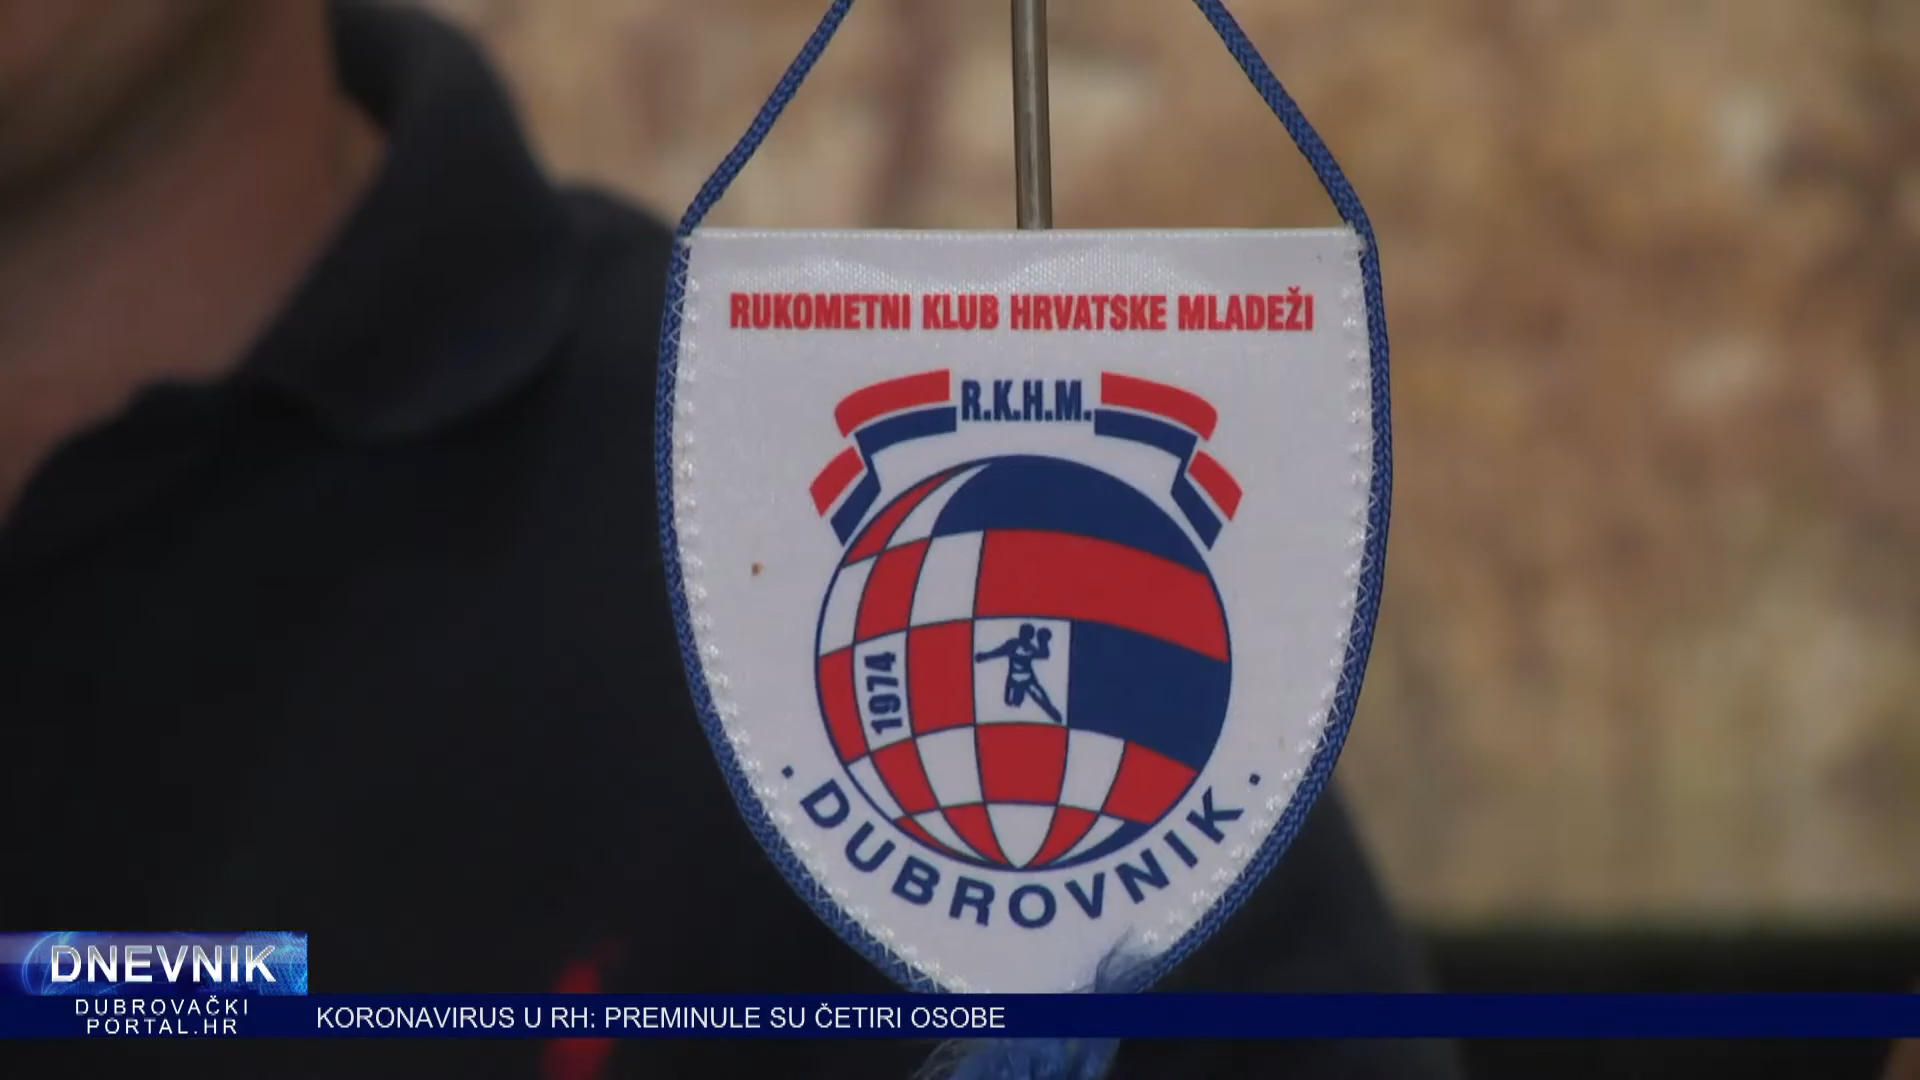 RUKOMETNI KLUB HRVATSKE MLADEŽI
R.K.H.M.
1974
· DUBROVNIK ·
DNEVNIK
DUBROVAČKI
PORTAL.HR
KORONAVIRUS U RH: PREMINULE SU ČETIRI OSOBE